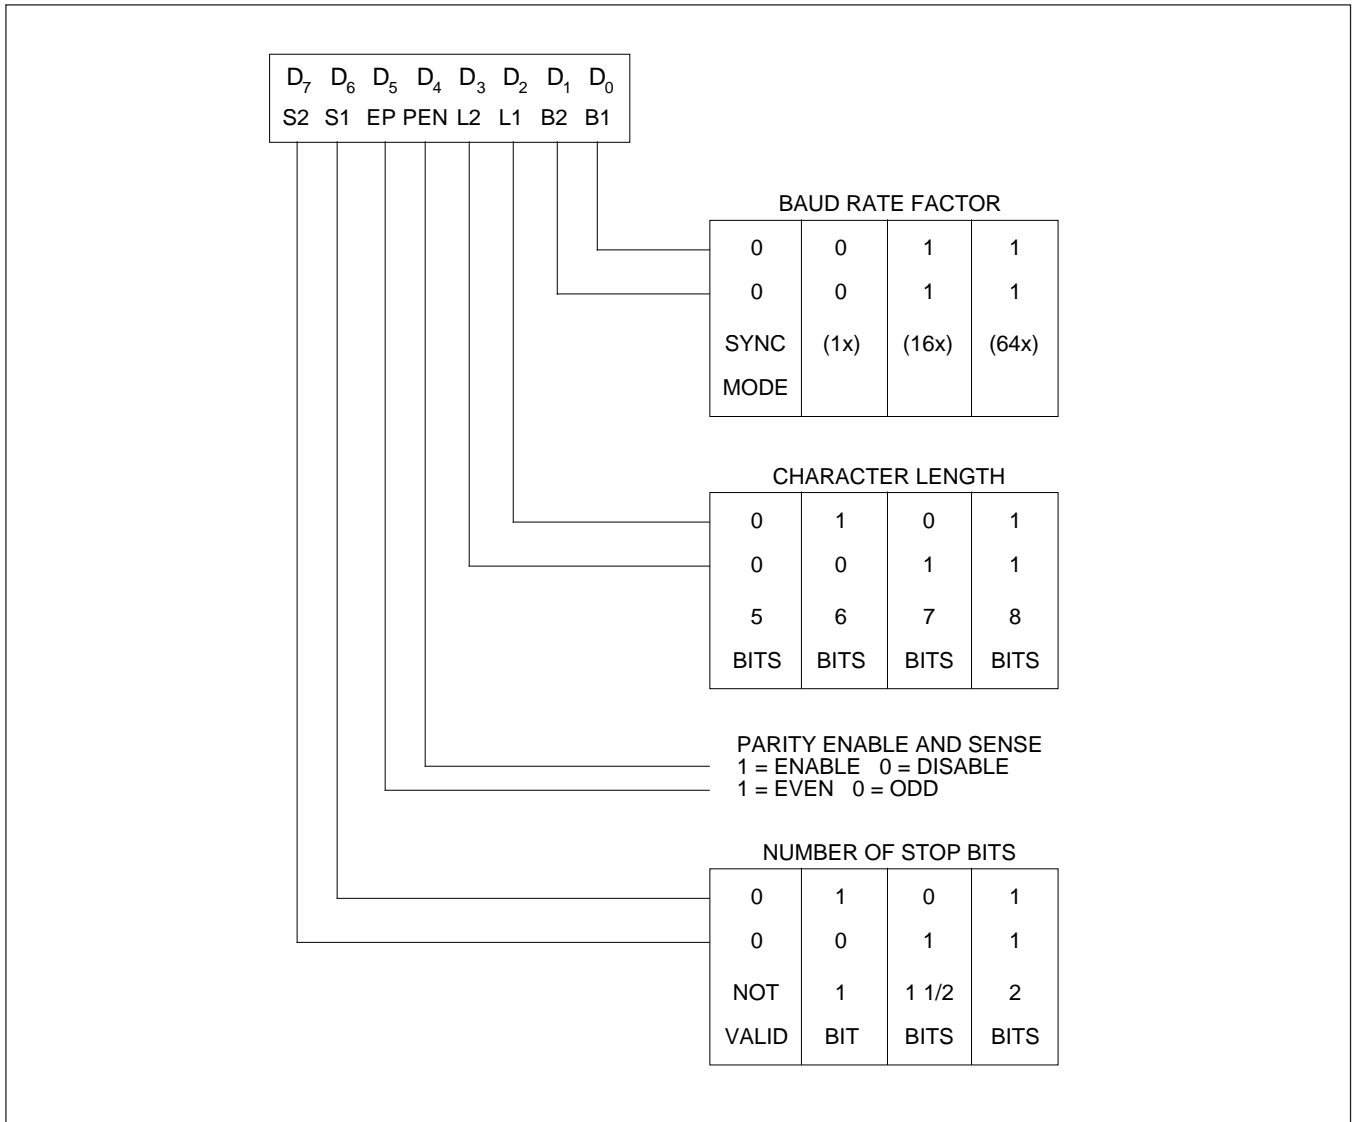 D7 D6 D5 D4 D3 D2 D1 D0
S2 S1 EP PEN L2 L1 B2 B1
BAUD RATE FACTOR
0 0 1 1
0 0 1 1
SYNC (1x) (16x) (64x)
MODE
CHARACTER LENGTH
0 1 0 1
0 0 1 1
5 6 7 8
BITS BITS BITS BITS
PARITY ENABLE AND SENSE
1 = ENABLE 0 = DISABLE
1 = EVEN 0 = ODD
NUMBER OF STOP BITS
0 1 0 1
0 0 1 1
NOT 1 1 1/2 2
VALID BIT BITS BITS